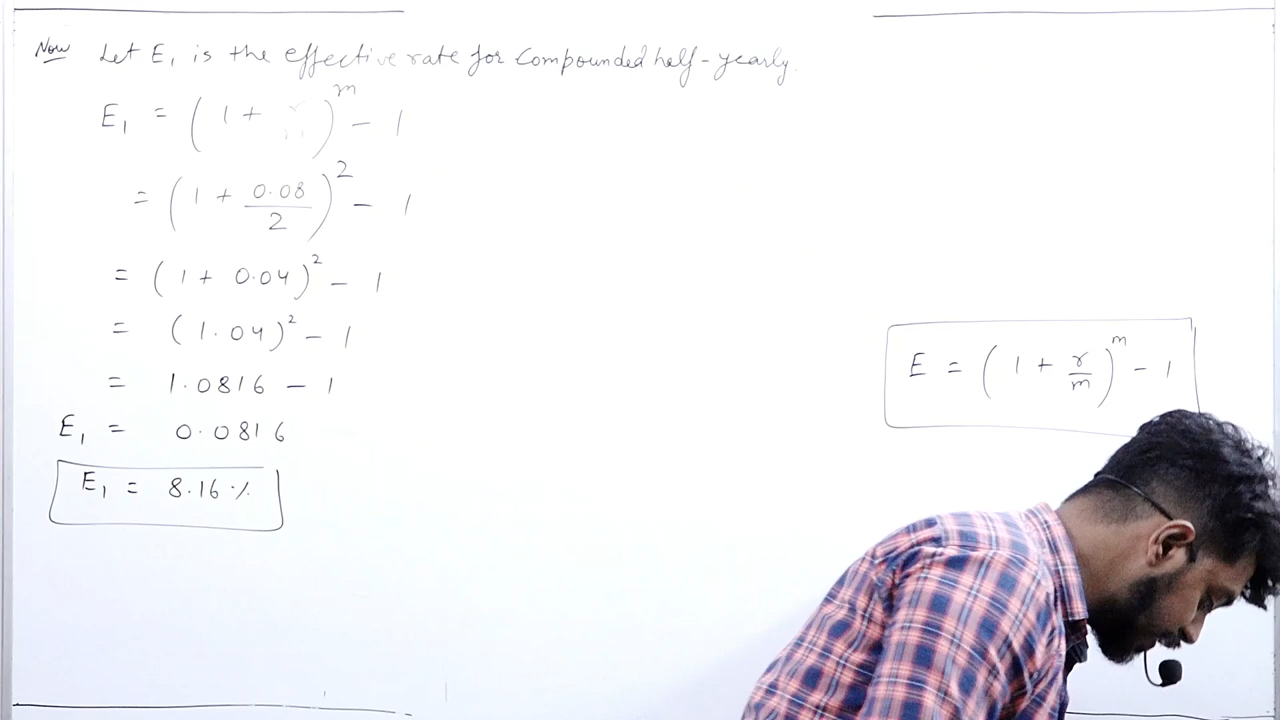 Now Let E₁ is the effective rate for Compounded half-yearly.
E₁ = (1 + r/m)^m - 1
= (1 + 0.08/2)^2 - 1
= (1 + 0.04)^2 - 1
= (1.04)^2 - 1
= 1.0816 - 1
E₁ = 0.0816
E₁ = 8.16%
E = (1 + r/m)^m - 1